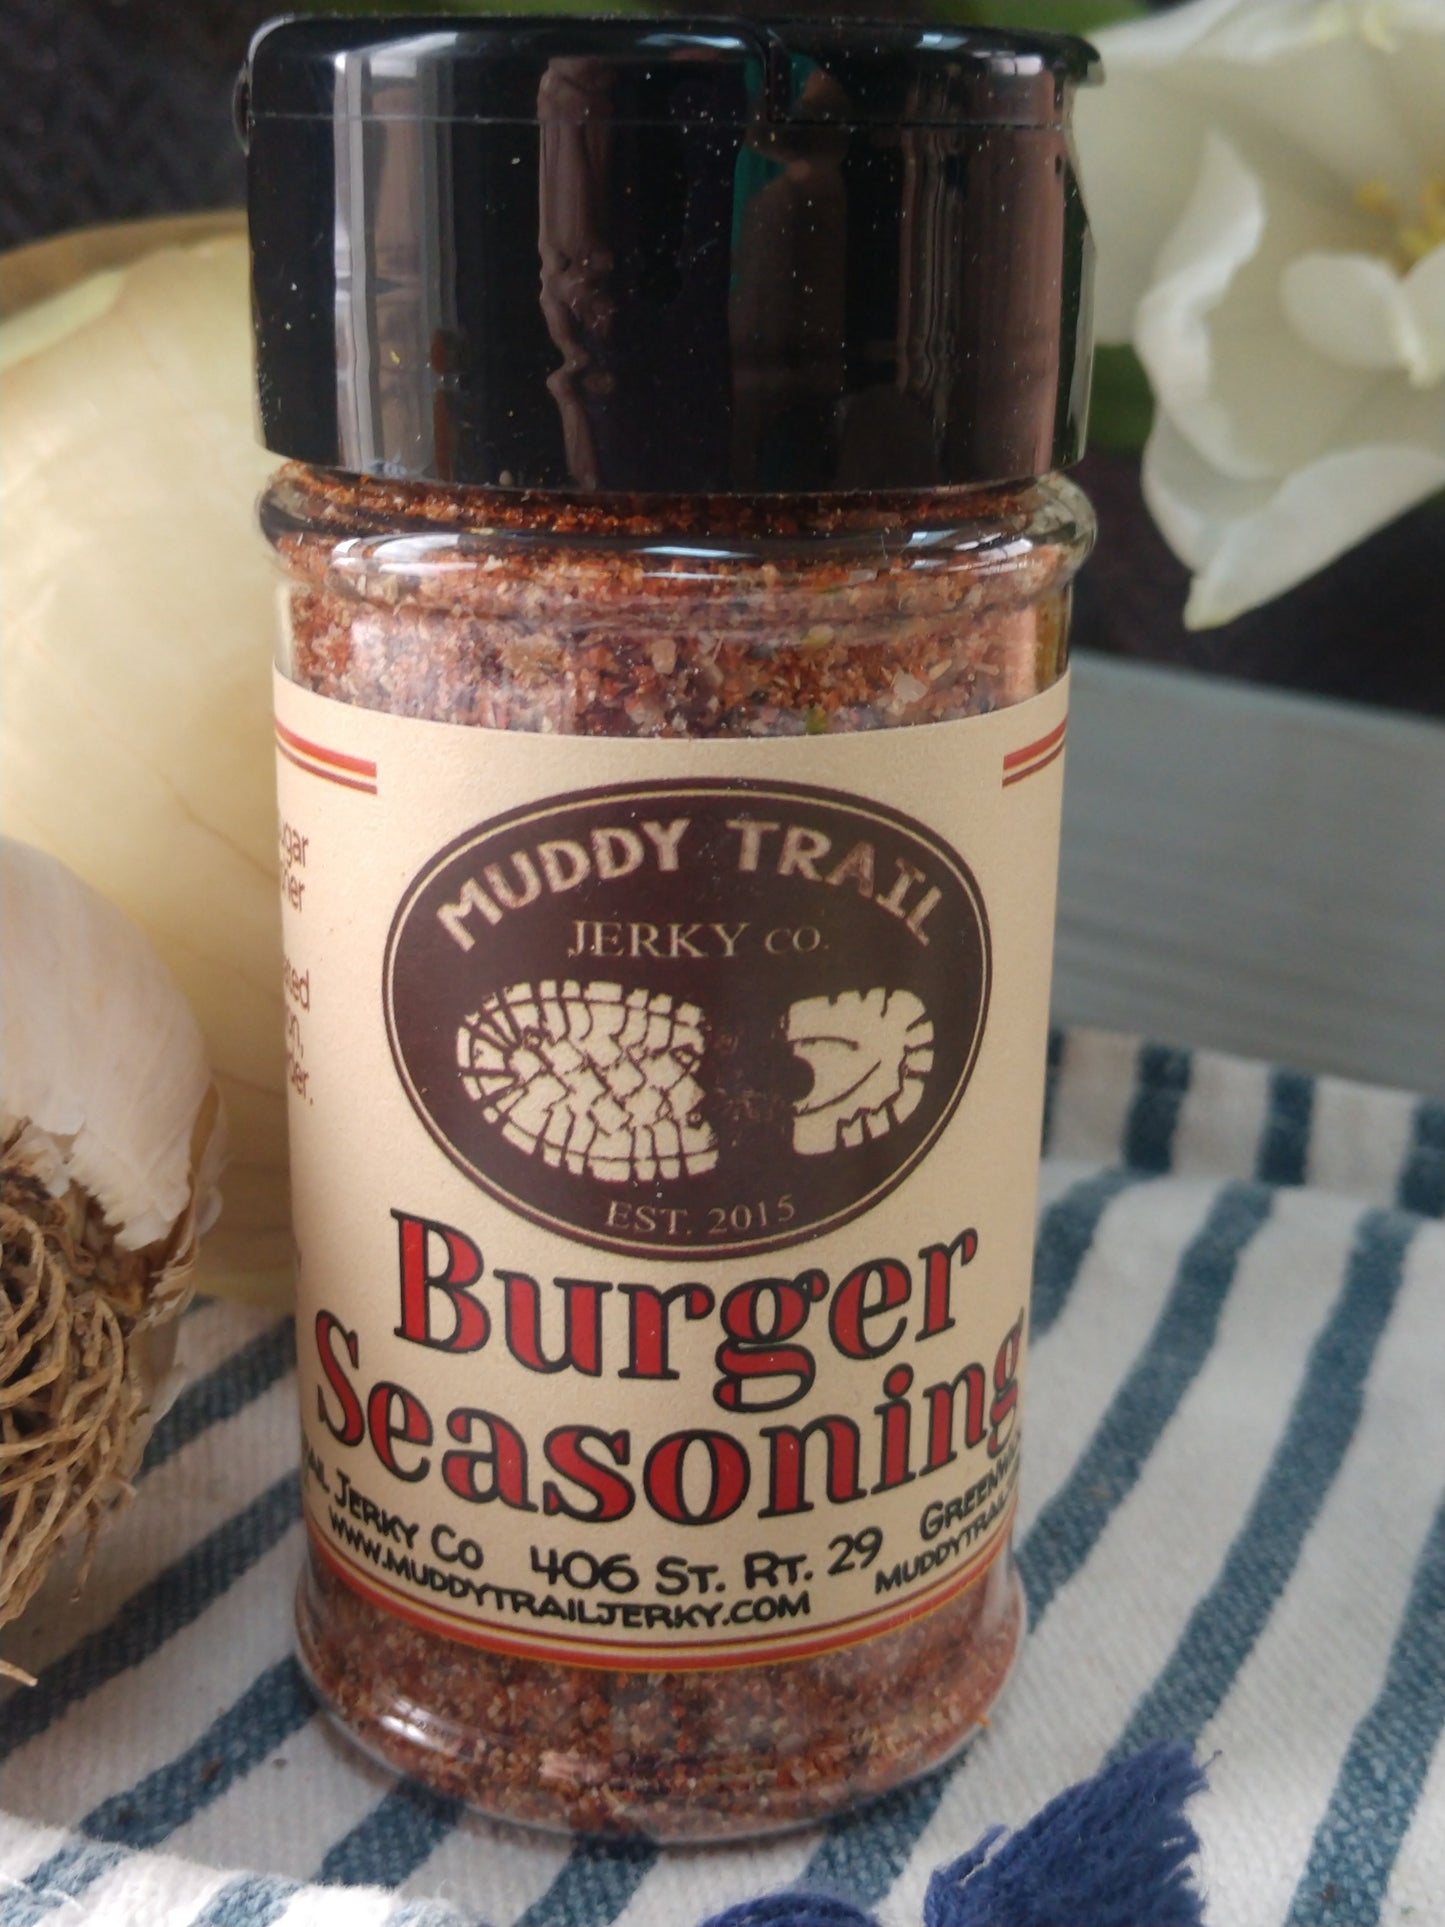 MUDDY TRAIL
JERKY CO.
EST. 2015
Burger
Seasoning
Jerky Co 406 St. Rt. 29
www.muddytrailjerky.com